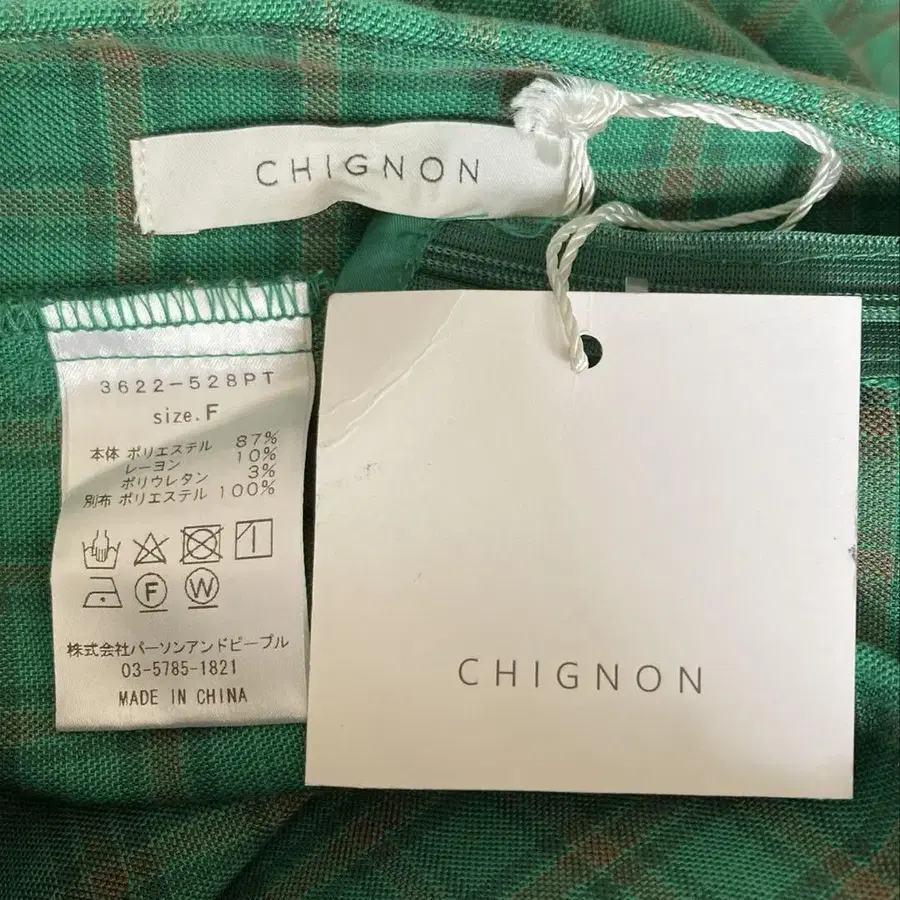 CHIGNON
3622-528PT
size.F
本体 ポリエステル 87%
レーヨン 10%
ポリウレタン 3%
別布 ポリエステル 100%
F W
株式会社パーソンアンドピープル
03-5785-1821
MADE IN CHINA
CHIGNON